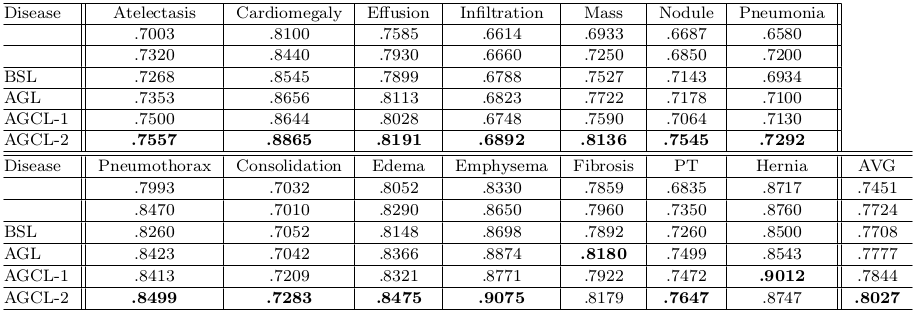 Disease Atelectasis Cardiomegaly Effusion Infiltration Mass Nodule Pneumonia
.7003 .8100 .7585 .6614 .6933 .6687 .6580
.7320 .8440 .7930 .6660 .7250 .6850 .7200
BSL .7268 .8545 .7899 .6788 .7527 .7143 .6934
AGL .7353 .8656 .8113 .6823 .7722 .7178 .7100
AGCL-1 .7500 .8644 .8028 .6748 .7590 .7064 .7130
AGCL-2 .7557 .8865 .8191 .6892 .8136 .7545 .7292
Disease Pneumothorax Consolidation Edema Emphysema Fibrosis PT Hernia AVG
.7993 .7032 .8052 .8330 .7859 .6835 .8717 .7451
.8470 .7010 .8290 .8650 .7960 .7350 .8760 .7724
BSL .8260 .7052 .8148 .8698 .7892 .7260 .8500 .7708
AGL .8423 .7042 .8366 .8874 .8180 .7499 .8543 .7777
AGCL-1 .8413 .7209 .8321 .8771 .7922 .7472 .9012 .7844
AGCL-2 .8499 .7283 .8475 .9075 .8179 .7647 .8747 .8027